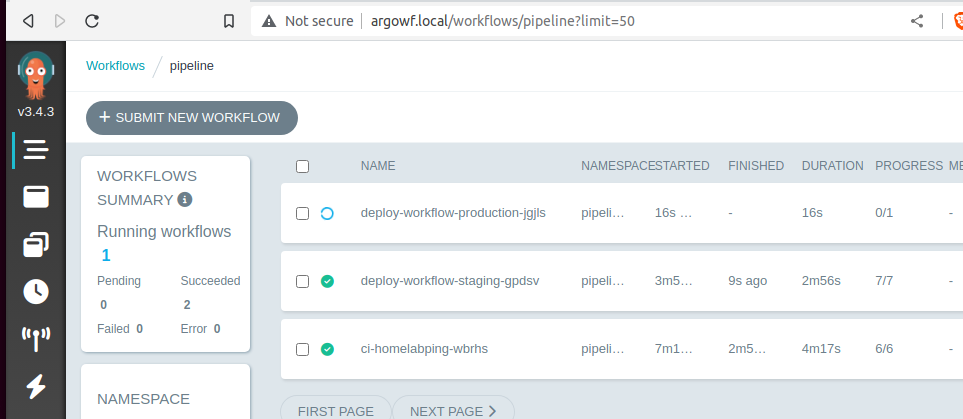 Not secure argowf.local/workflows/pipeline?limit=50
Workflows pipeline
v3.4.3
+ SUBMIT NEW WORKFLOW
WORKFLOWS
SUMMARY
Running workflows
1
Pending Succeeded
0 2
Failed 0 Error 0
NAMESPACE
NAME NAMESPACE STARTED FINISHED DURATION PROGRESS ME
deploy-workflow-production-jgjls pipeli… 16s … - 16s 0/1 -
deploy-workflow-staging-gpdsv pipeli… 3m5… 9s ago 2m56s 7/7 -
ci-homelabping-wbrhs pipeli… 7m1… 2m5… 4m17s 6/6 -
FIRST PAGE NEXT PAGE